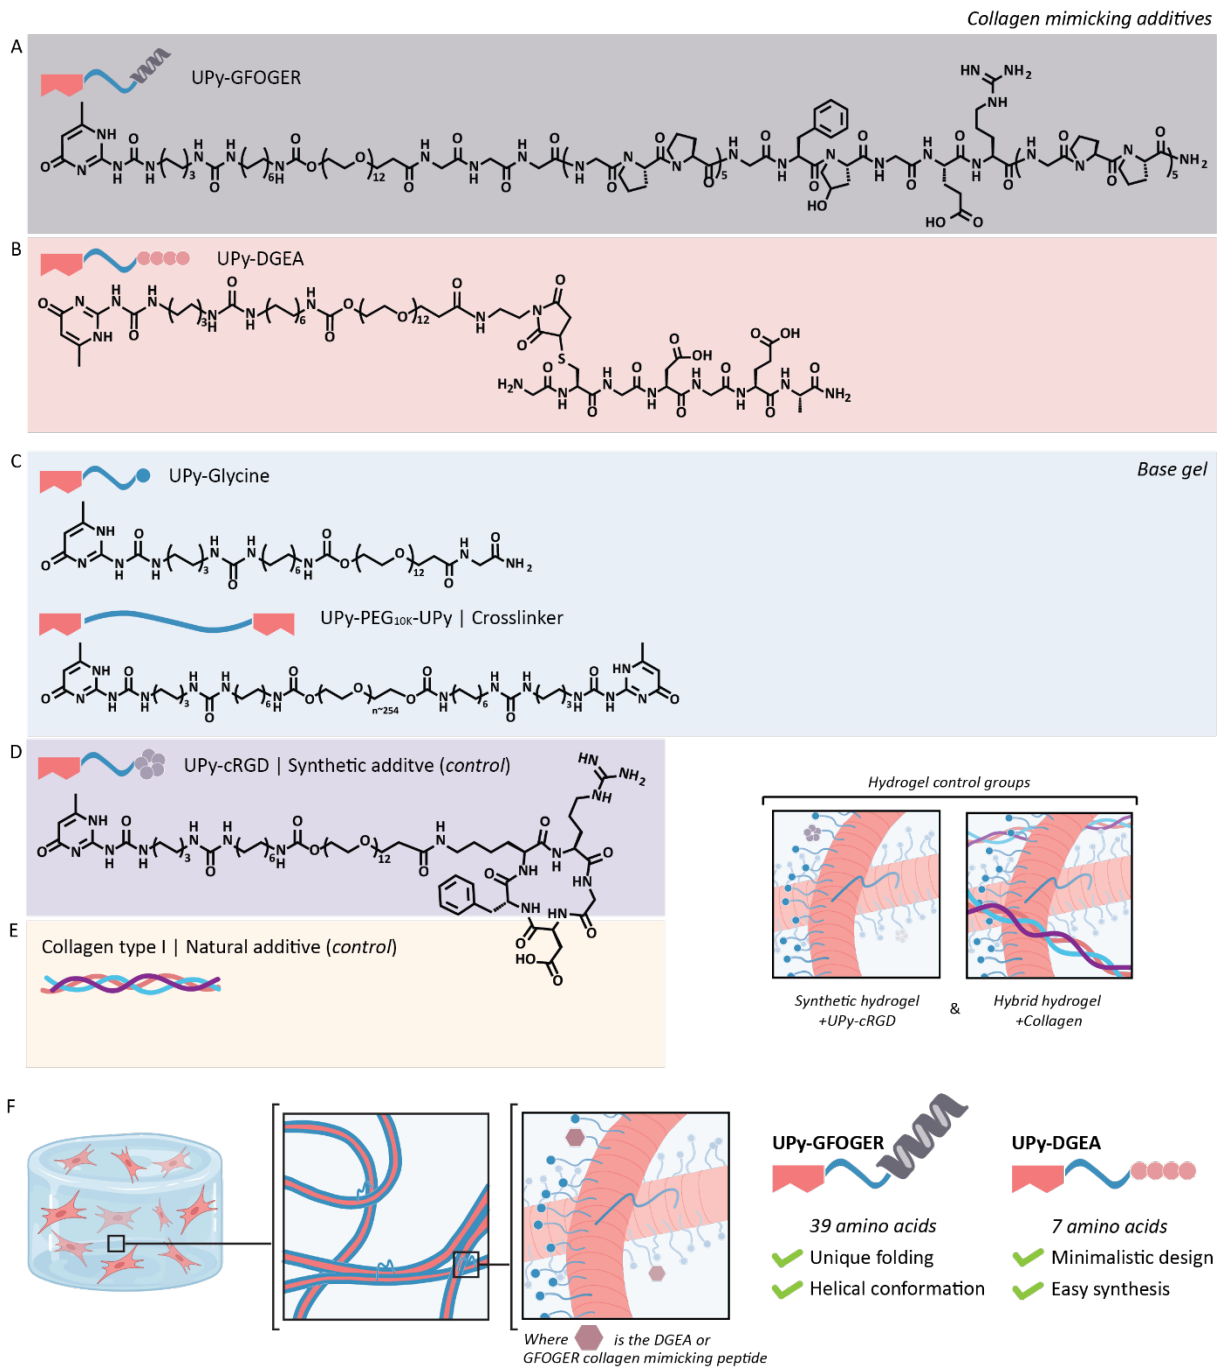 Collagen mimicking additives
A
UPy-GFOGER
B
UPy-DGEA
C
Base gel
UPy-Glycine
UPy-PEG10K-UPy | Crosslinker
n~254
D
UPy-cRGD | Synthetic additve (control)
E
Collagen type I | Natural additive (control)
Hydrogel control groups
Synthetic hydrogel
+UPy-cRGD
&
Hybrid hydrogel
+Collagen
F
Where is the DGEA or
GFOGER collagen mimicking peptide
UPy-GFOGER
39 amino acids
Unique folding
Helical conformation
UPy-DGEA
7 amino acids
Minimalistic design
Easy synthesis